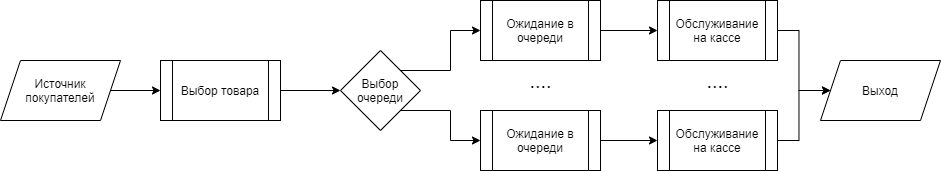 Источник
покупателей
Выбор товара
Выбор
очереди
Ожидание в
очереди
Обслуживание
на кассе
....
....
Ожидание в
очереди
Обслуживание
на кассе
Выход